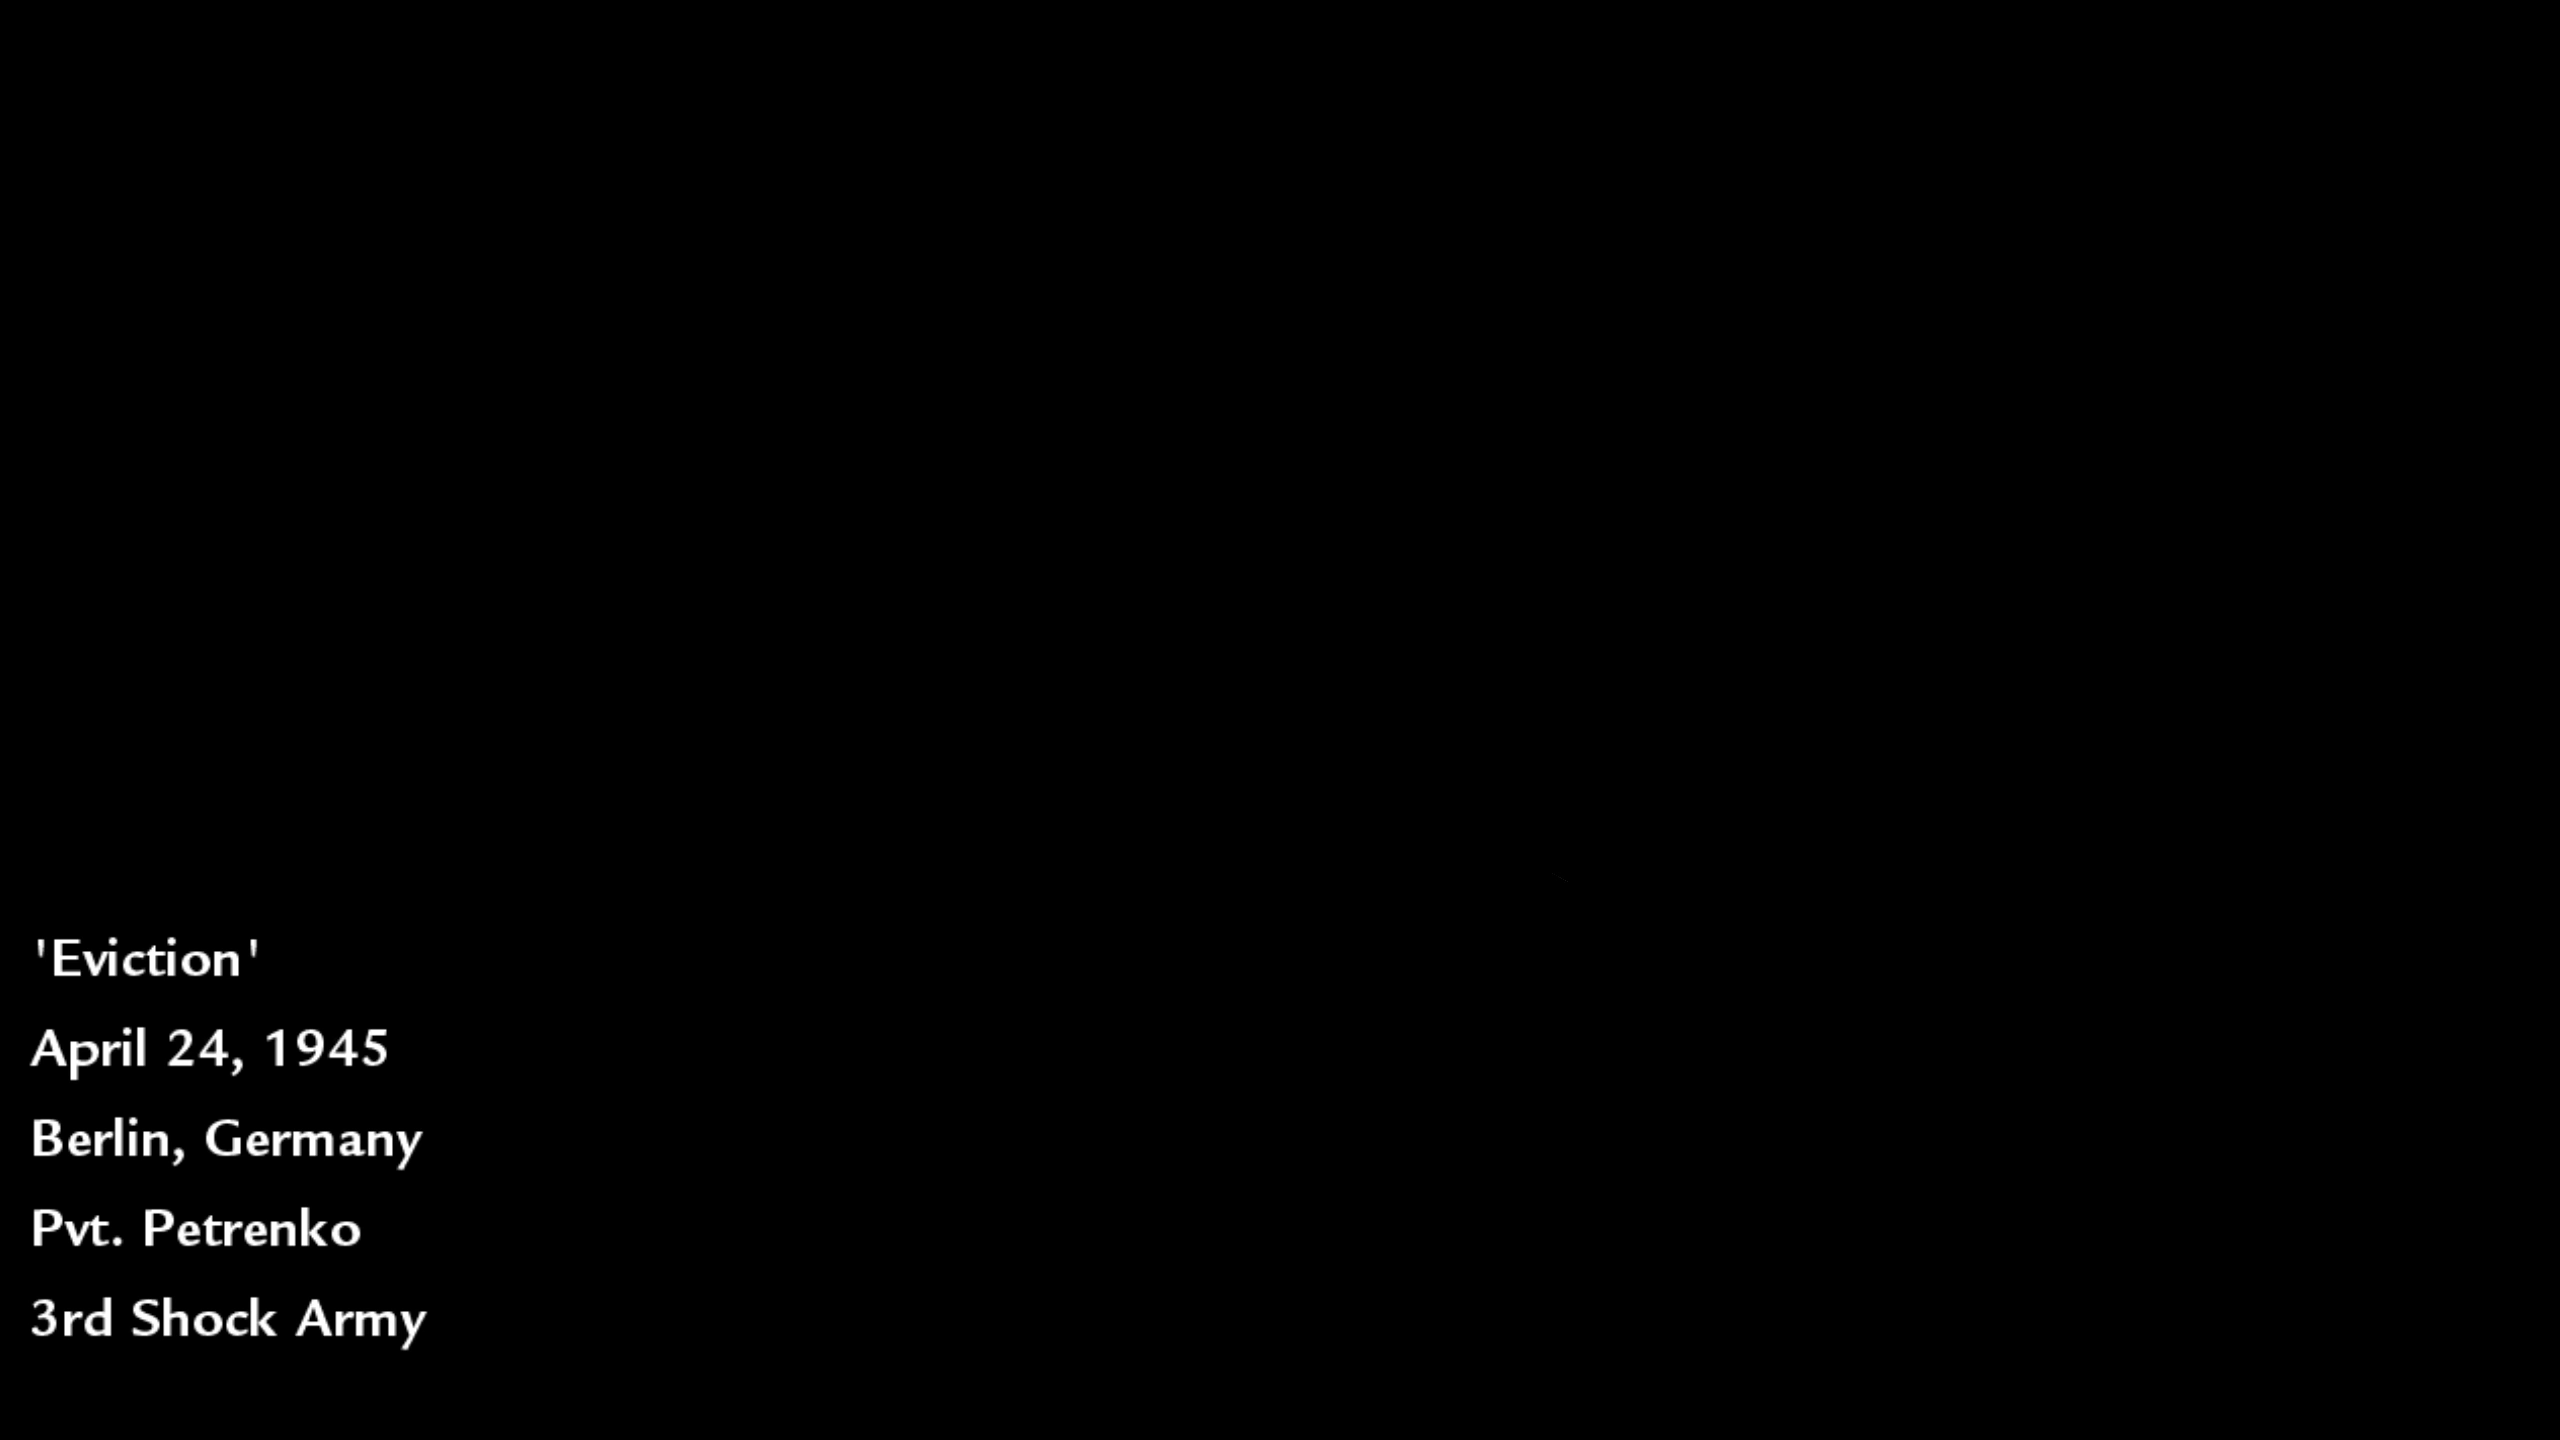 'Eviction'
April 24, 1945
Berlin, Germany
Pvt. Petrenko
3rd Shock Army